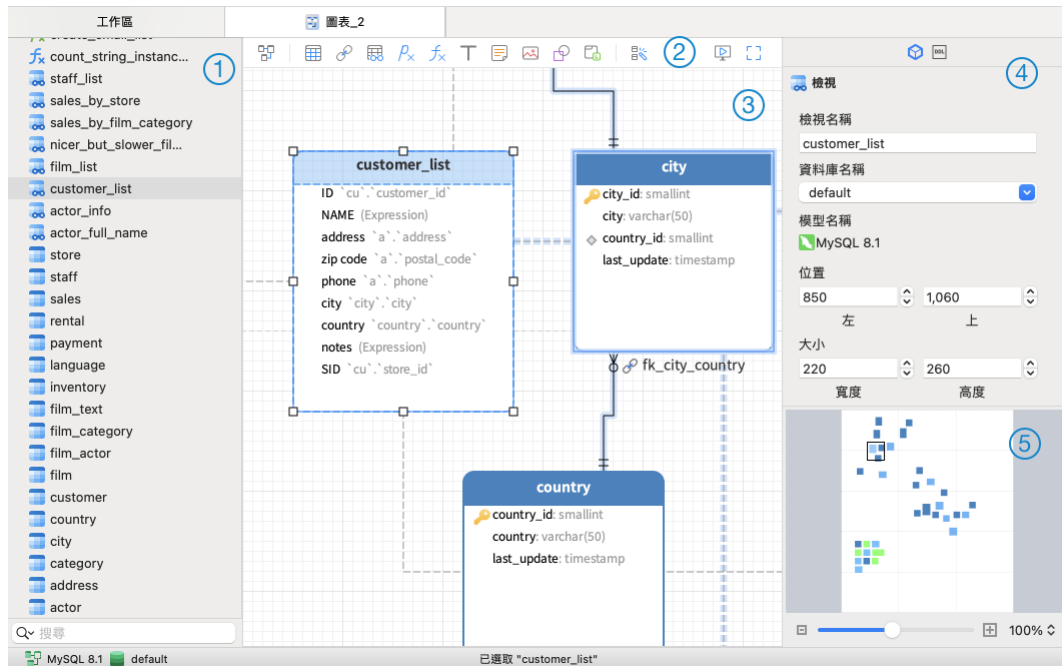 工作區
圖表_2
create_small_list
count_string_instanc...
staff_list
sales_by_store
sales_by_film_category
nicer_but_slower_fil...
film_list
customer_list
actor_info
actor_full_name
store
staff
sales
rental
payment
language
inventory
film_text
film_category
film_actor
film
customer
country
city
category
address
actor
搜尋
①
②
③
customer_list
ID `cu`.`customer_id`
NAME (Expression)
address `a`.`address`
zip code `a`.`postal_code`
phone `a`.`phone`
city `city`.`city`
country `country`.`country`
notes (Expression)
SID `cu`.`store_id`
city
city_id: smallint
city: varchar(50)
country_id: smallint
last_update: timestamp
fk_city_country
country
country_id: smallint
country: varchar(50)
last_update: timestamp
DDL
④
檢視
檢視名稱
customer_list
資料庫名稱
default
模型名稱
MySQL 8.1
位置
850 1,060
左 上
大小
220 260
寬度 高度
⑤
100%
MySQL 8.1 default
已選取 "customer_list"